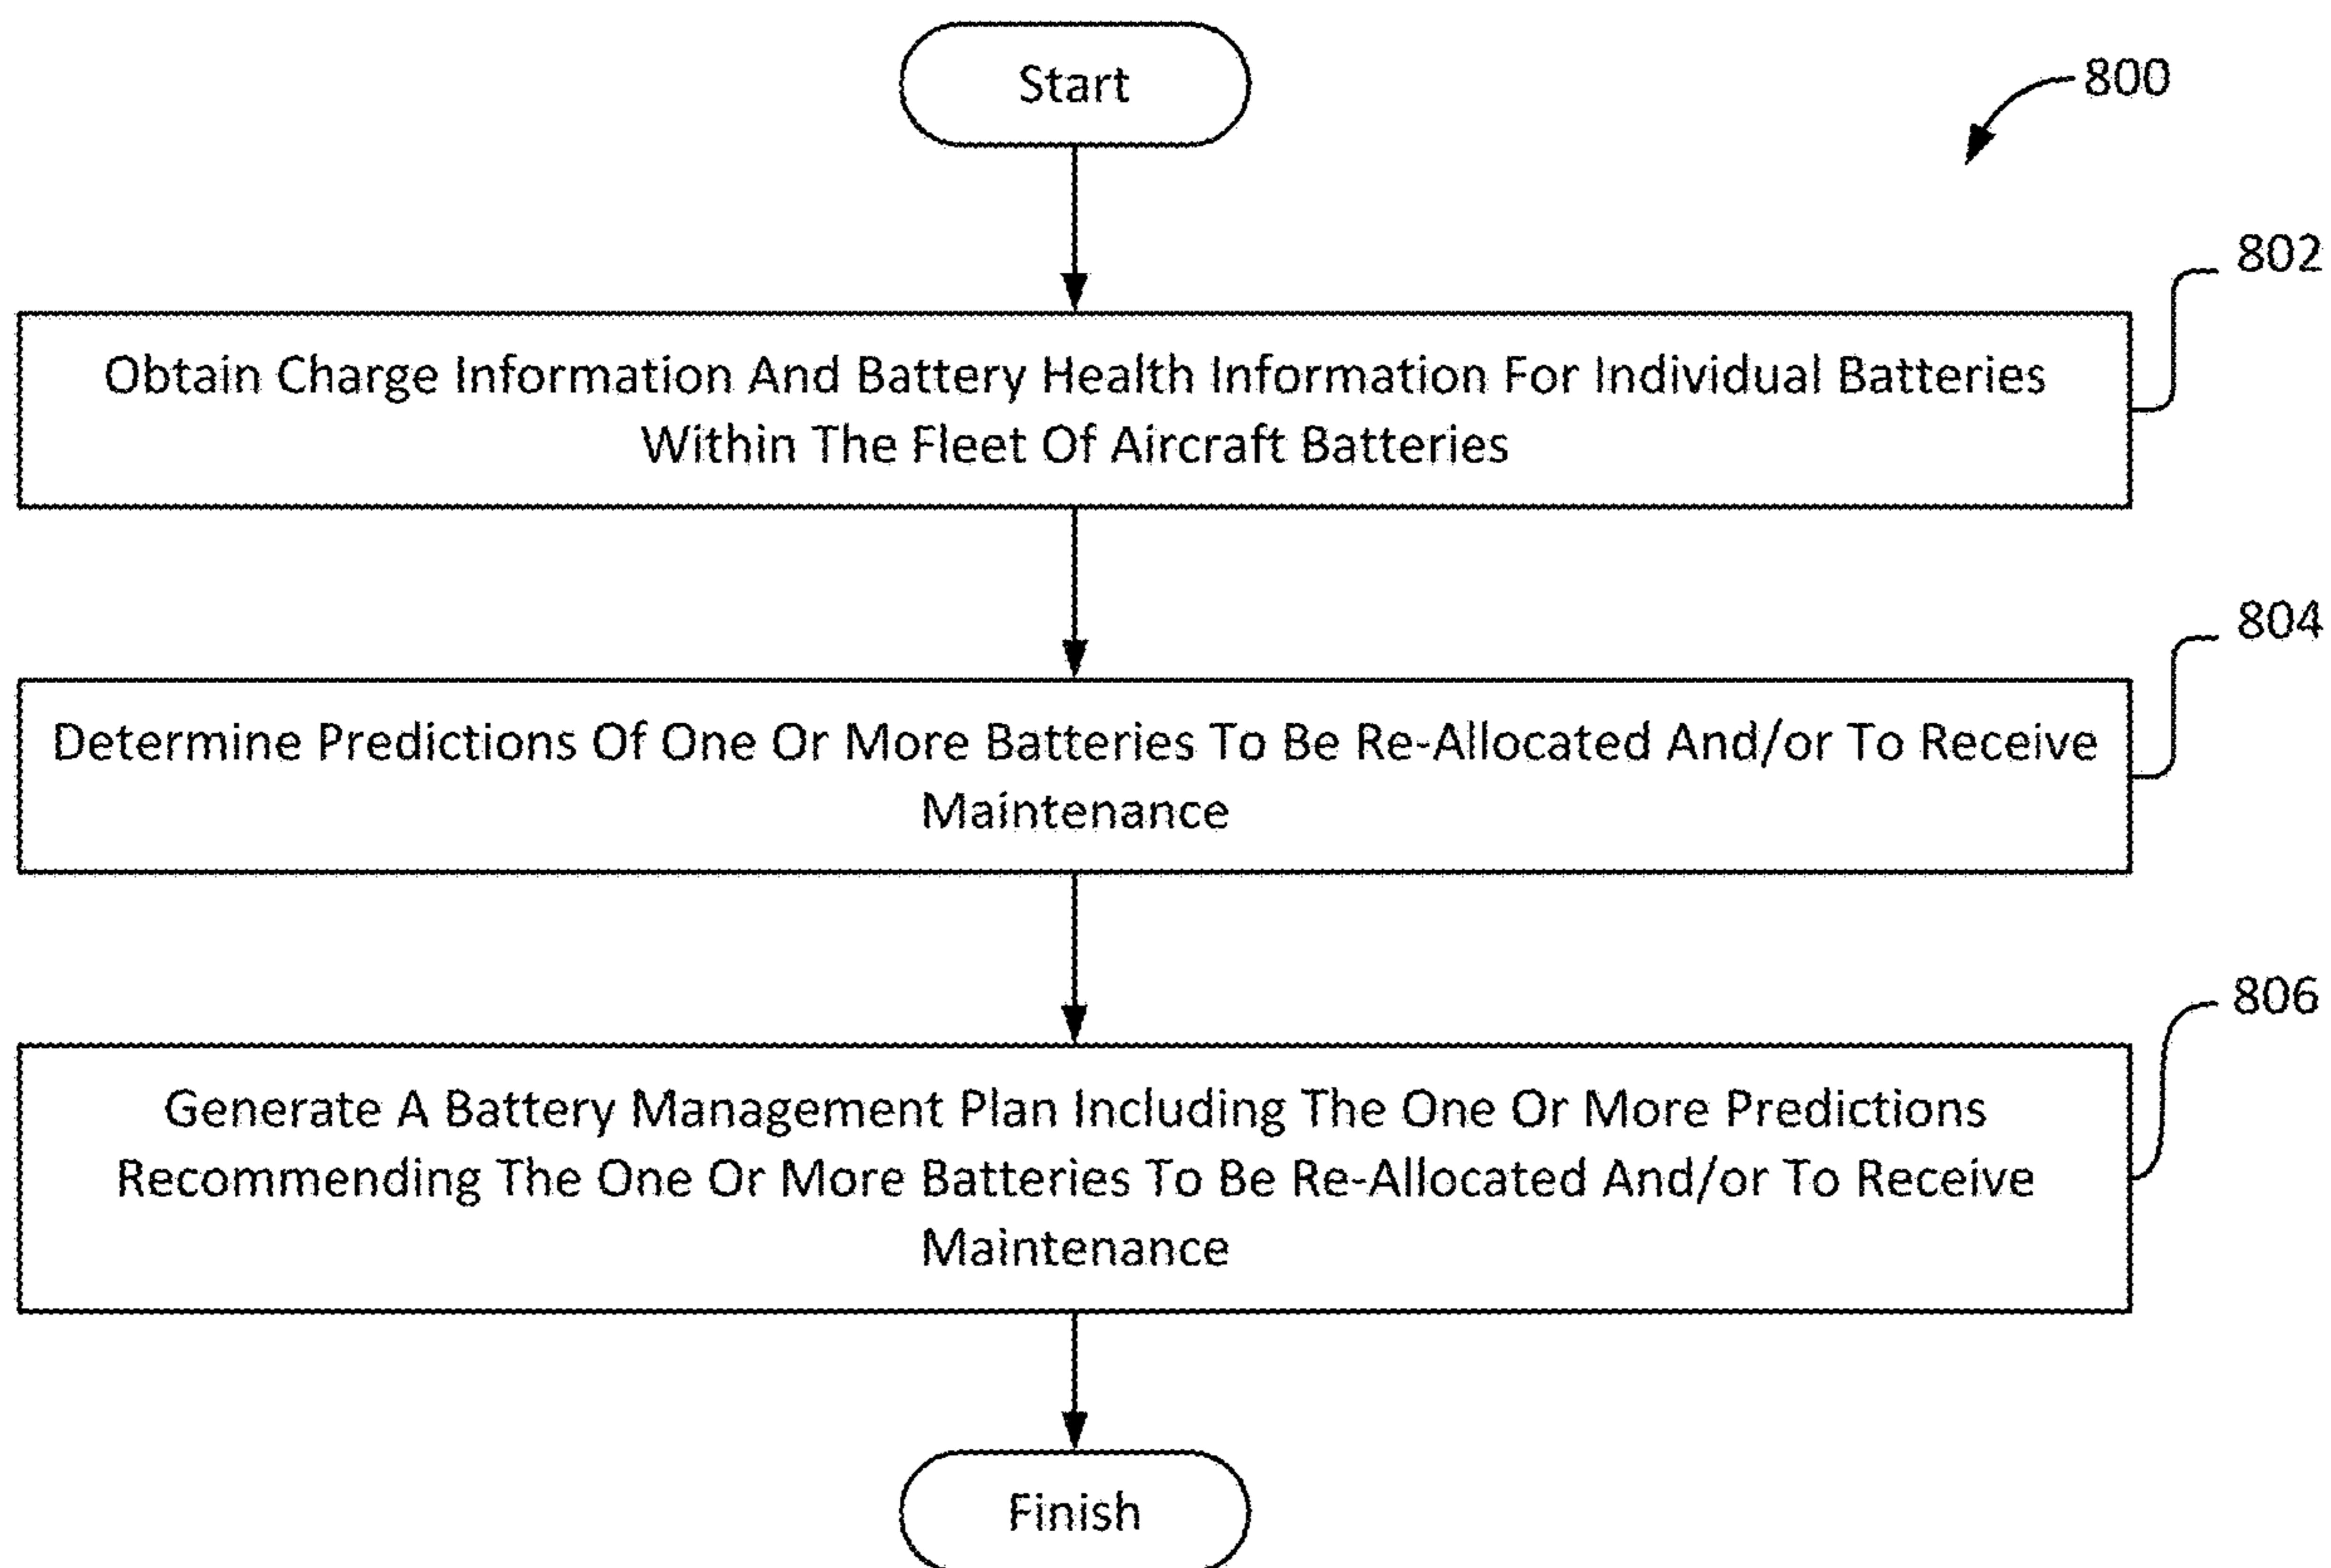 Start
800
802
Obtain Charge Information And Battery Health Information For Individual Batteries
Within The Fleet Of Aircraft Batteries
804
Determine Predictions Of One Or More Batteries To Be Re-Allocated And/or To Receive
Maintenance
806
Generate A Battery Management Plan Including The One Or More Predictions
Recommending The One Or More Batteries To Be Re-Allocated And/or To Receive
Maintenance
Finish